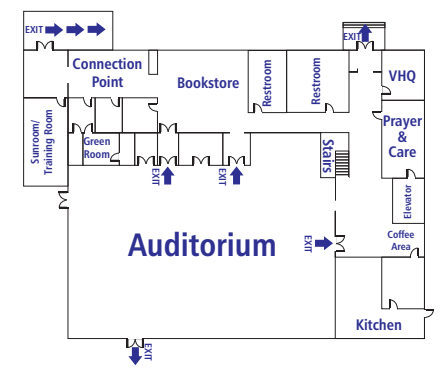 EXIT
EXIT
Connection
Point
Bookstore
Restroom
Restroom
VHQ
Sunroom/
Training Room
Green
Room
Prayer
&
Care
Stairs
EXIT
EXIT
Elevator
Auditorium
EXIT
Coffee
Area
Kitchen
EXIT